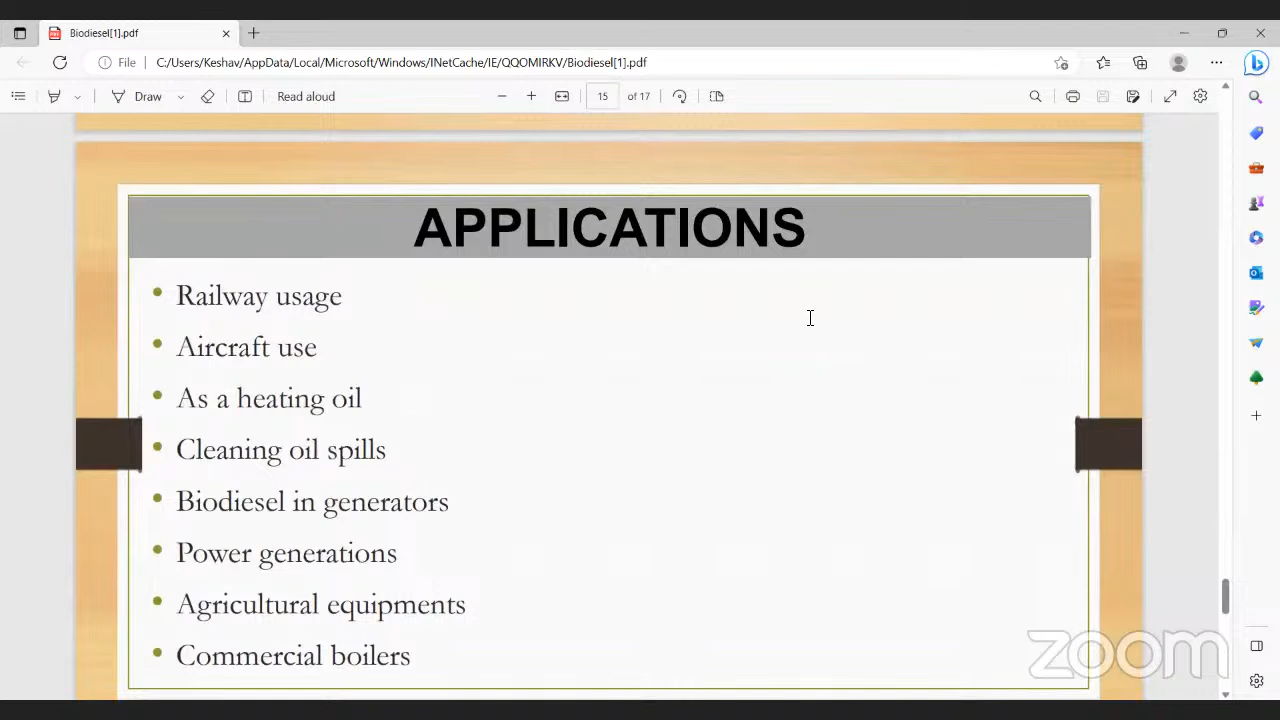 Biodiesel[1].pdf
File C:/Users/Keshav/AppData/Local/Microsoft/Windows/INetCache/IE/QQOMIRKV/Biodiesel[1].pdf
Draw Read aloud 15 of 17
APPLICATIONS
• Railway usage
• Aircraft use
• As a heating oil
• Cleaning oil spills
• Biodiesel in generators
• Power generations
• Agricultural equipments
• Commercial boilers
zoom